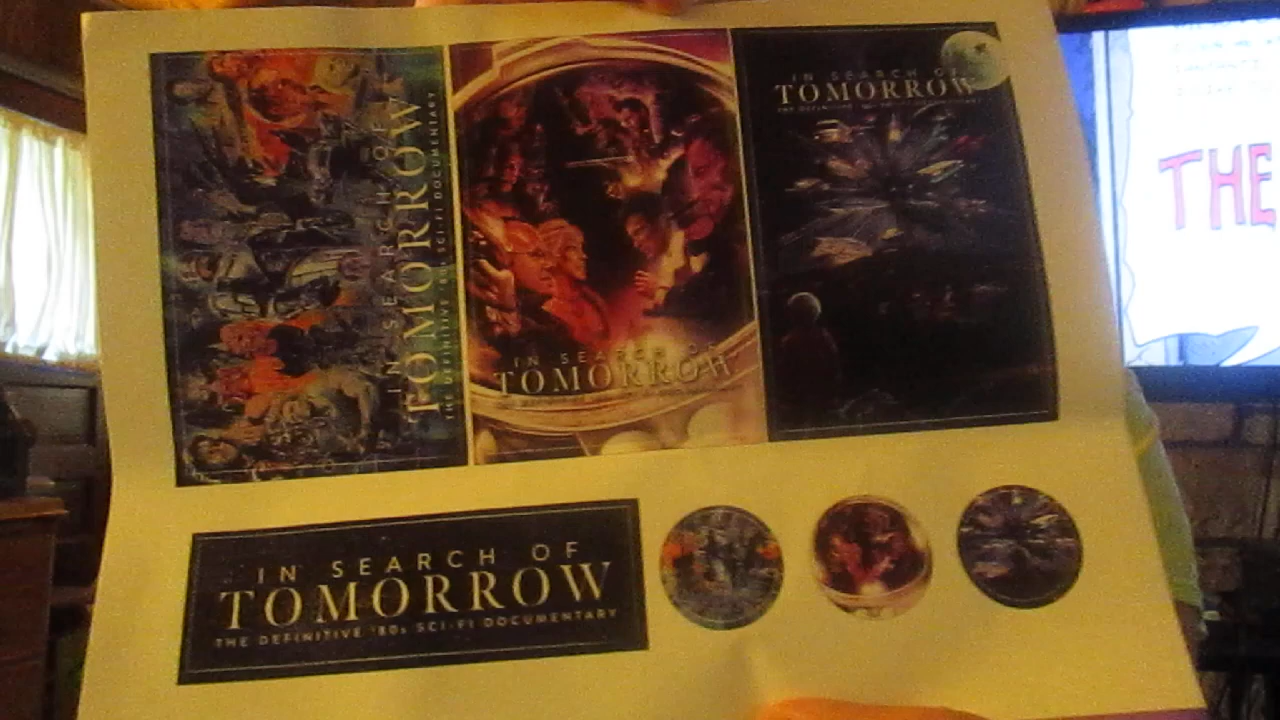 IN SEARCH OF
TOMORROW
THE DEFINITIVE '80s SCI-FI DOCUMENTARY
IN SEARCH OF
TOMORROW
IN SEARCH OF
TOMORROW
THE DEFINITIVE '80s SCI-FI DOCUMENTARY
IN SEARCH OF
TOMORROW
THE DEFINITIVE '80s SCI-FI DOCUMENTARY
THE